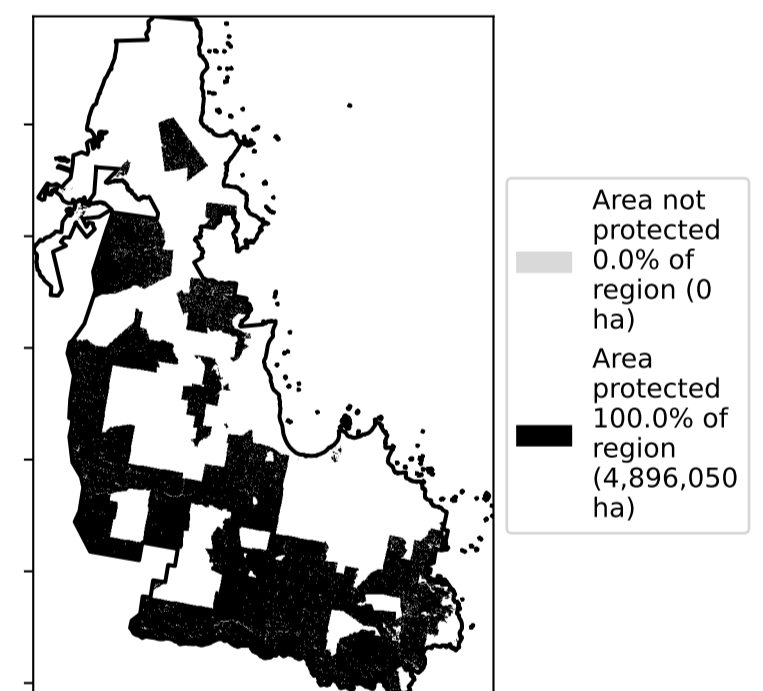 Area not
protected
0.0% of
region (0
ha)
Area
protected
100.0% of
region
(4,896,050
ha)